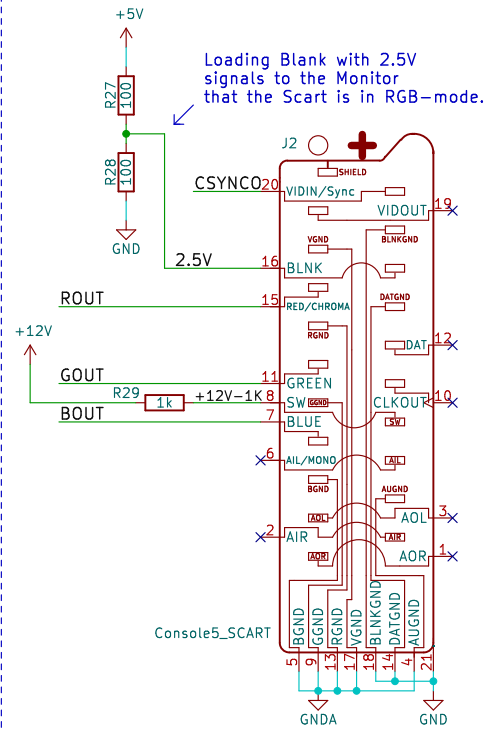 +5V
Loading Blank with 2.5V
signals to the Monitor
that the Scart is in RGB-mode.
R27
100
J2
R28
100
SHIELD
CSYNCO
20
VIDIN/Sync
19
VIDOUT
BLNKGND
GND
VGND
2.5V
16
BLNK
ROUT
15
RED/CHROMA
DATGND
+12V
RGND
12
DAT
GOUT
11
GREEN
R29
1k
+12V-1K
8
SW
GGND
10
CLKOUT
BOUT
7
BLUE
SW
6
AIL/MONO
AIL
BGND
AUGND
AOL
3
AOL
2
AIR
AIR
AOR
1
AOR
Console5_SCART
BGND
GGND
RGND
VGND
BLNKGND
DATGND
AUGND
5
9
13
17
18
14
4
21
GNDA
GND